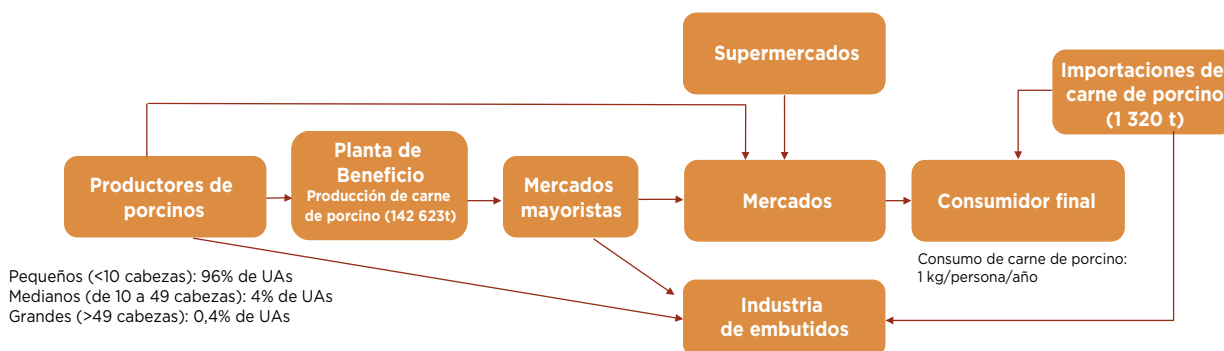 Supermercados
Importaciones de
carne de porcino
(1 320 t)
Productores de
porcinos
Planta de
Beneficio
Producción de carne
de porcino (142 623t)
Mercados
mayoristas
Mercados
Consumidor final
Pequeños (<10 cabezas): 96% de UAs
Medianos (de 10 a 49 cabezas): 4% de UAs
Grandes (>49 cabezas): 0,4% de UAs
Consumo de carne de porcino:
1 kg/persona/año
Industria
de embutidos